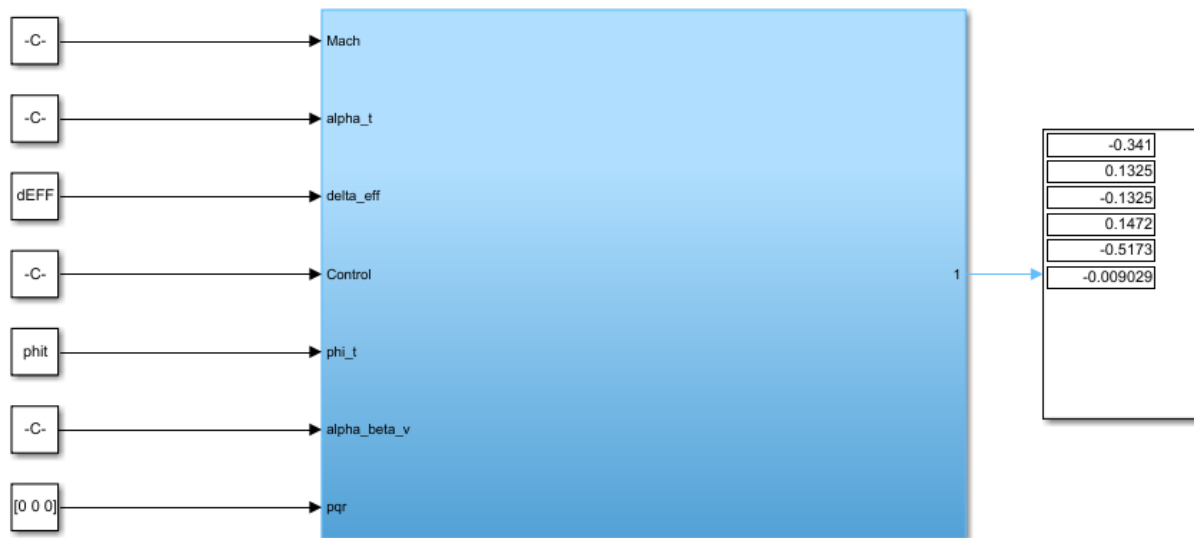 -C- Mach
-C- alpha_t
-0.341
0.1325
dEFF delta_eff
-0.1325
0.1472
-0.5173
-C- Control 1 -0.009029
phit phi_t
-C- alpha_beta_v
[0 0 0] pqr